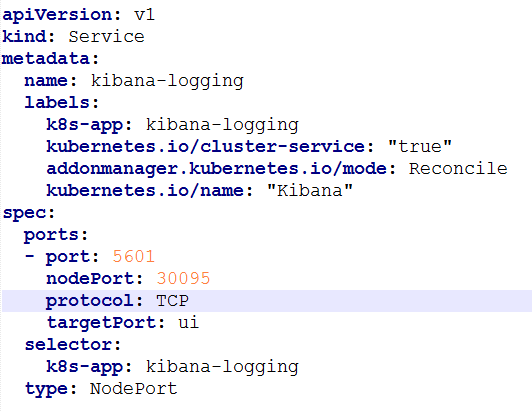 apiVersion: v1
kind: Service
metadata:
  name: kibana-logging
  labels:
    k8s-app: kibana-logging
    kubernetes.io/cluster-service: "true"
    addonmanager.kubernetes.io/mode: Reconcile
    kubernetes.io/name: "Kibana"
spec:
  ports:
  - port: 5601
    nodePort: 30095
    protocol: TCP
    targetPort: ui
  selector:
    k8s-app: kibana-logging
  type: NodePort